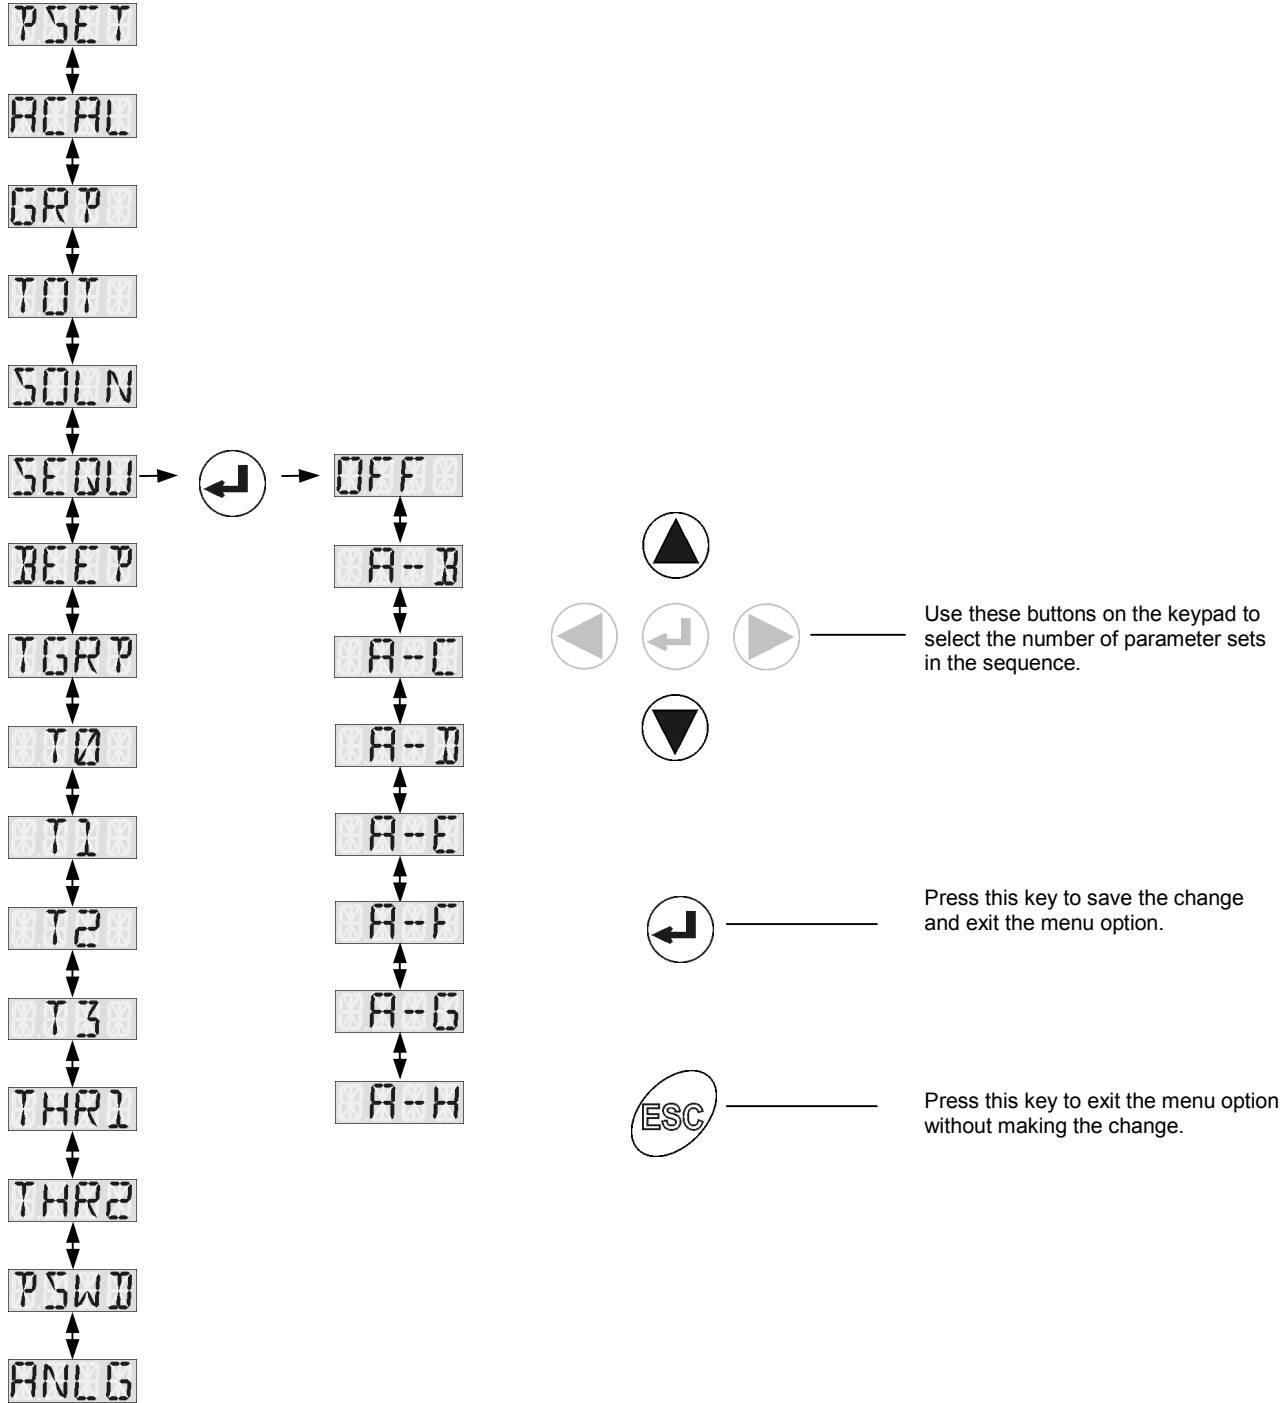 PSET
ACAL
GRP
TOT
SOLN
SEQU
BEEP
TGRP
T0
T1
T2
T3
THR1
THR2
PSWD
ANLG
OFF
A-B
A-C
A-D
A-E
A-F
A-G
A-H
Use these buttons on the keypad to
select the number of parameter sets
in the sequence.
Press this key to save the change
and exit the menu option.
ESC
Press this key to exit the menu option
without making the change.